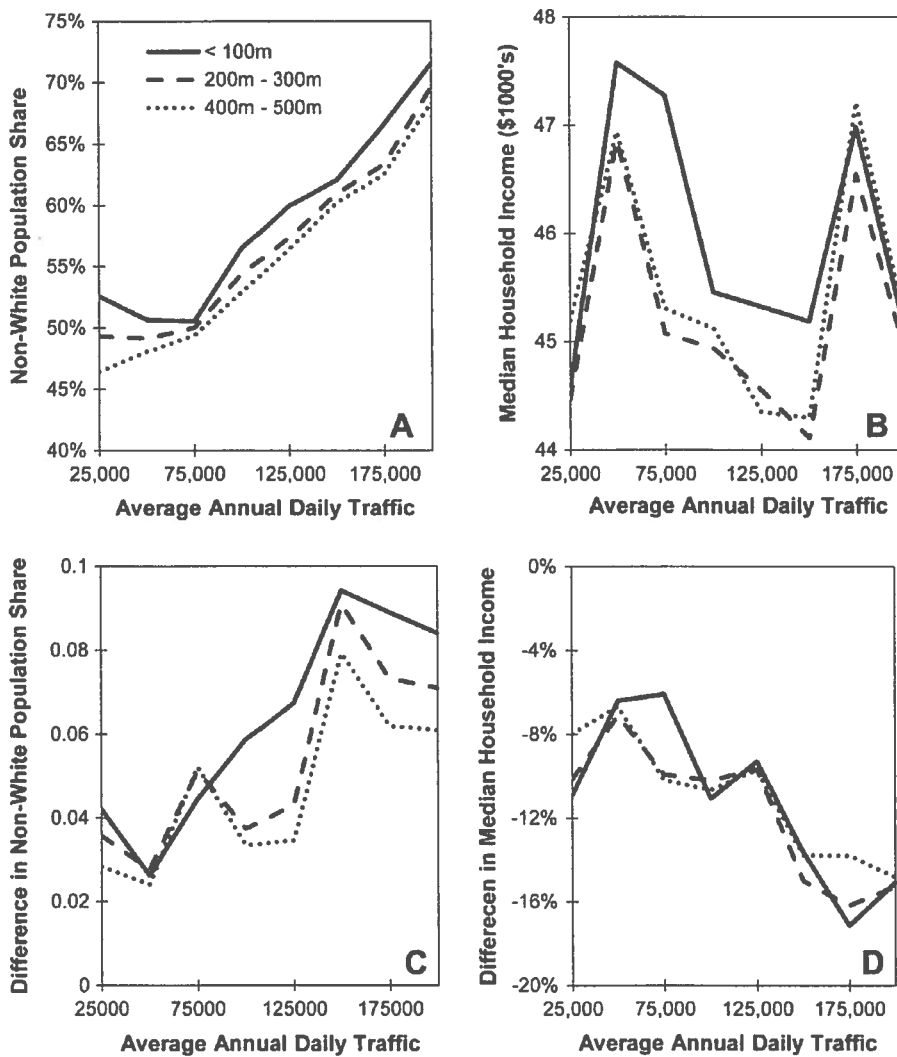 Non-White Population Share
75%
70%
65%
60%
55%
50%
45%
40%
< 100m
200m - 300m
400m - 500m
A
25,000 75,000 125,000 175,000
Average Annual Daily Traffic
Median Household Income ($1000's)
48
47
46
45
44
B
25,000 75,000 125,000 175,000
Average Annual Daily Traffic
Difference in Non-White Population Share
0.1
0.08
0.06
0.04
0.02
0
C
25000 75000 125000 175000
Average Annual Daily Traffic
Differecen in Median Household Income
0%
-4%
-8%
-12%
-16%
-20%
D
25,000 75,000 125,000 175,000
Average Annual Daily Traffic